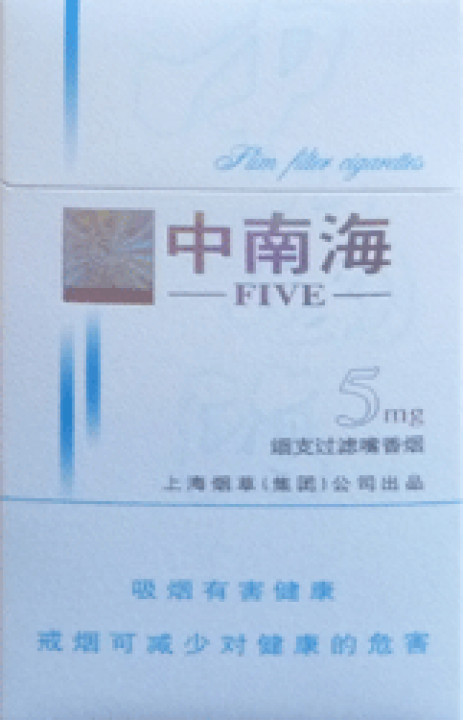 Slim filter cigarettes
中南海
FIVE
5mg
细支过滤嘴香烟
上海烟草(集团)公司出品
吸烟有害健康
戒烟可减少对健康的危害